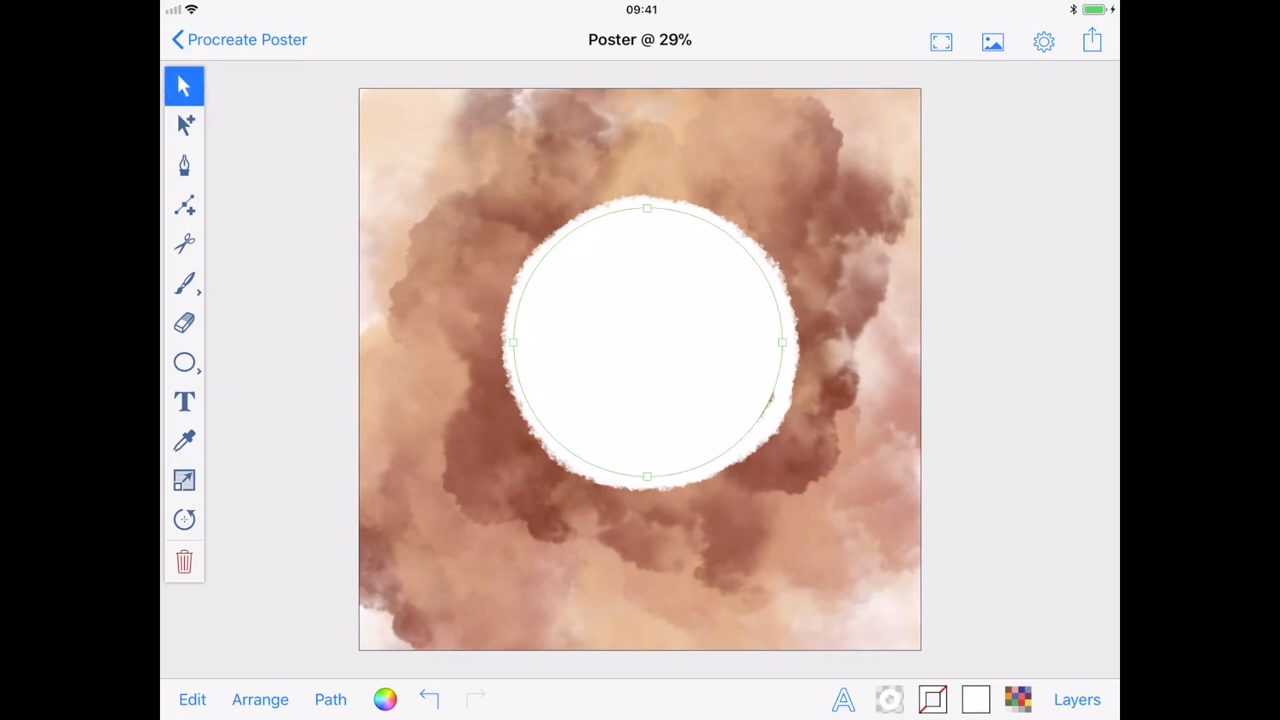 09:41
Procreate Poster
Poster @ 29%
T
A
Edit
Arrange
Path
Layers